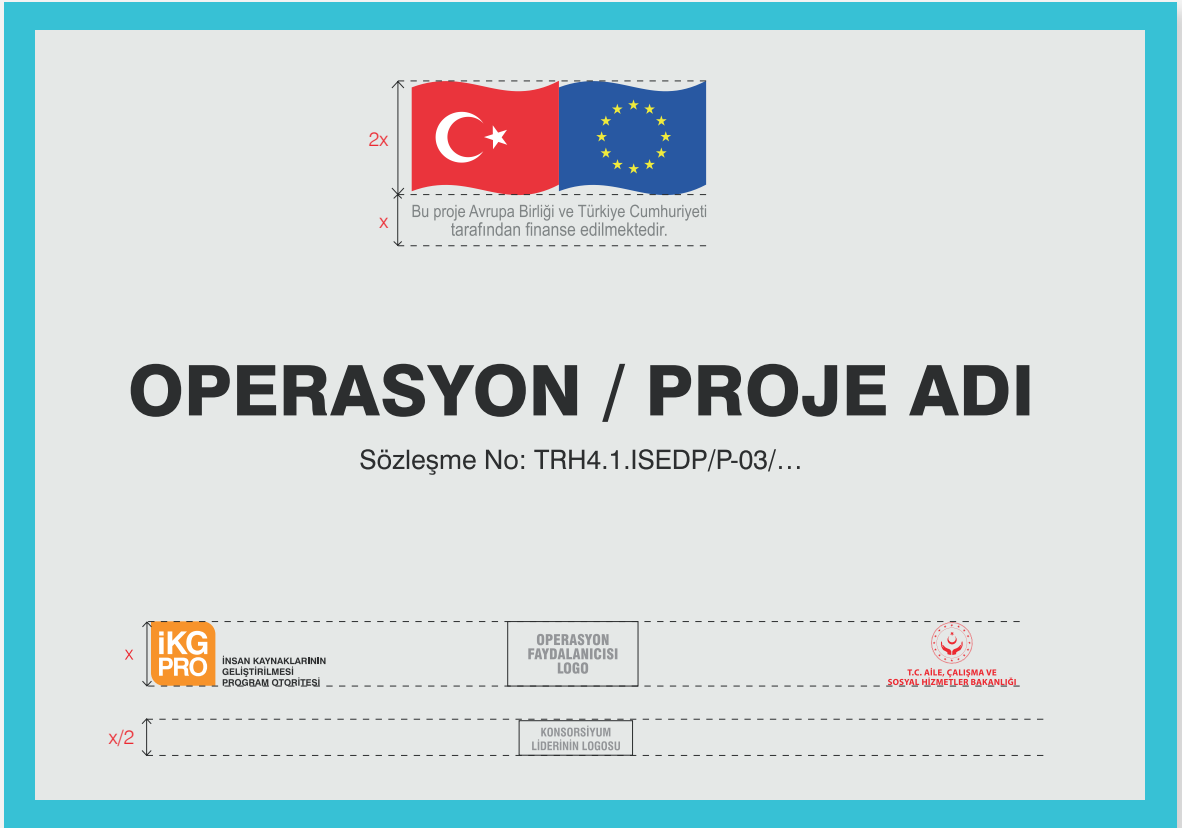 2x
x
Bu proje Avrupa Birliği ve Türkiye Cumhuriyeti
tarafından finanse edilmektedir.
OPERASYON / PROJE ADI
Sözleşme No: TRH4.1.ISEDP/P-03/…
x
iKG
PRO
İNSAN KAYNAKLARININ
GELİŞTİRİLMESİ
PROGRAM OTORİTESİ
OPERASYON
FAYDALANICISI
LOGO
T.C. AİLE, ÇALIŞMA VE
SOSYAL HİZMETLER BAKANLIĞI
x/2
KONSORSİYUM
LİDERİNİN LOGOSU